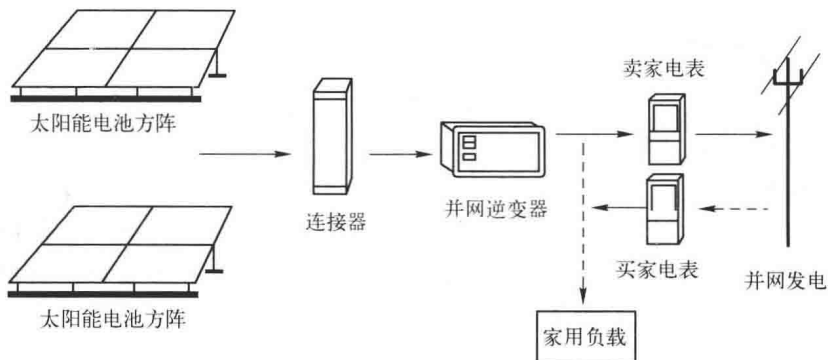 太阳能电池方阵
卖家电表
连接器
并网逆变器
买家电表
并网发电
太阳能电池方阵
家用负载